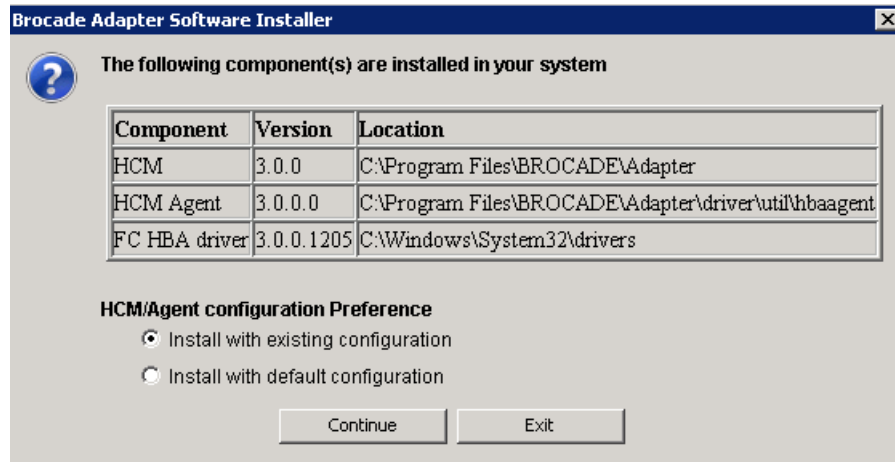 Brocade Adapter Software Installer
The following component(s) are installed in your system
Component Version Location
HCM 3.0.0 C:\Program Files\BROCADE\Adapter
HCM Agent 3.0.0.0 C:\Program Files\BROCADE\Adapter\driver\util\hbaagent
FC HBA driver 3.0.0.1205 C:\Windows\System32\drivers
HCM/Agent configuration Preference
Install with existing configuration
Install with default configuration
Continue Exit